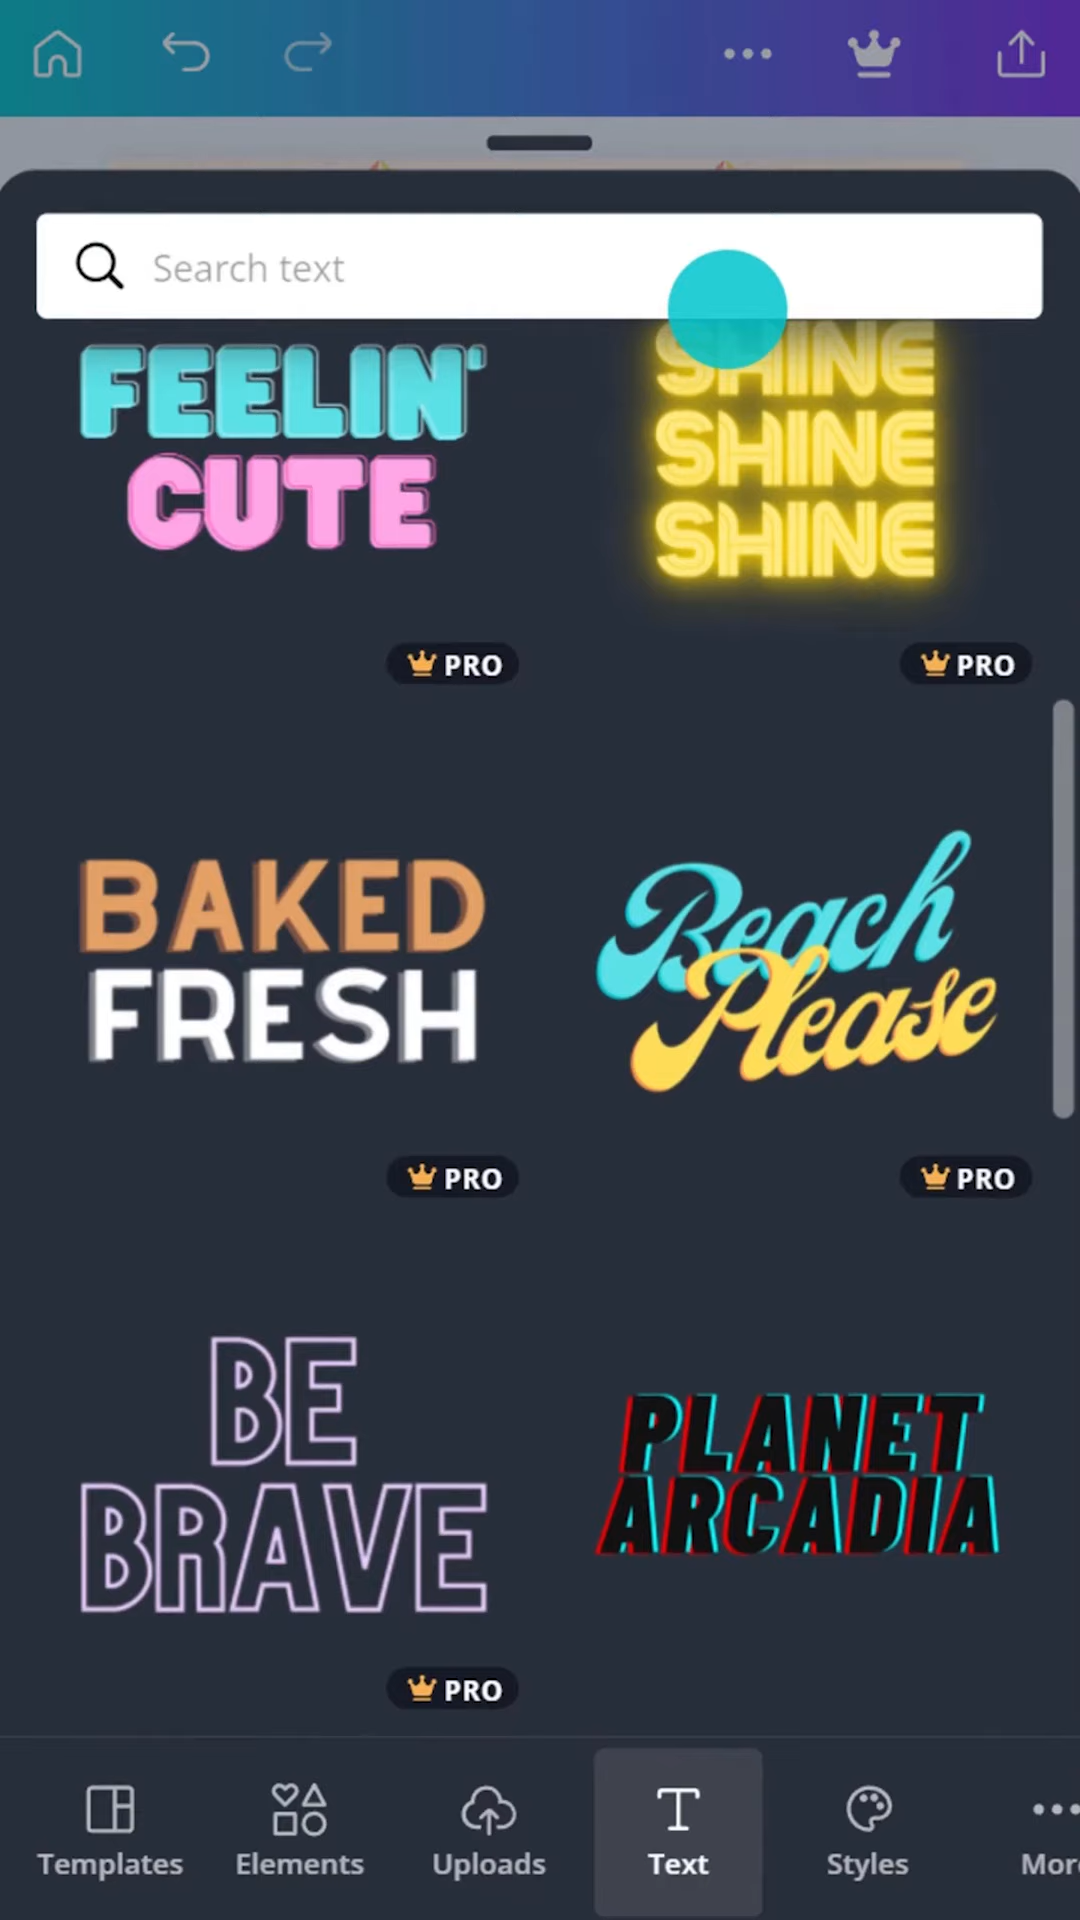 Search text
FEELIN'
CUTE
SHINE
SHINE
SHINE
PRO
PRO
BAKED
FRESH
Beach
Please
PRO
PRO
BE
BRAVE
PLANET
ARCADIA
PRO
Templates
Elements
Uploads
Text
Styles
Mor